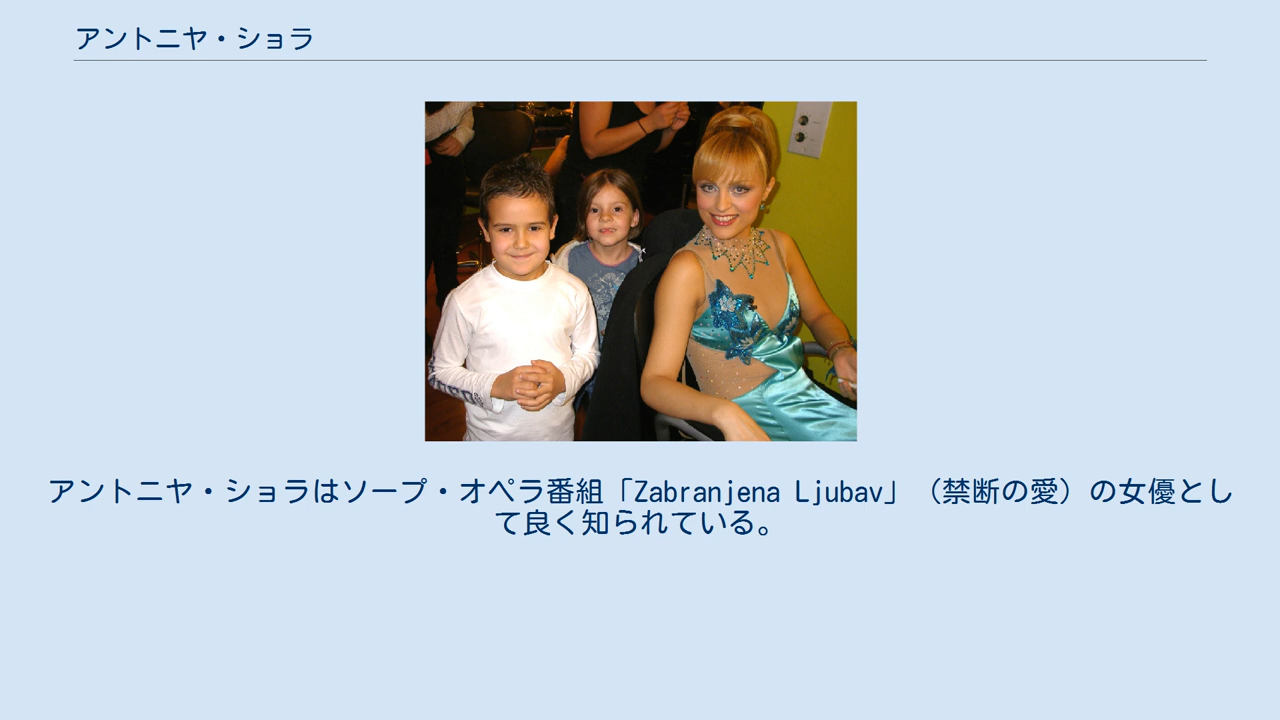 アントニヤ・ショラ
アントニヤ・ショラはソープ・オペラ番組「Zabranjena Ljubav」（禁断の愛）の女優とし
て良く知られている。